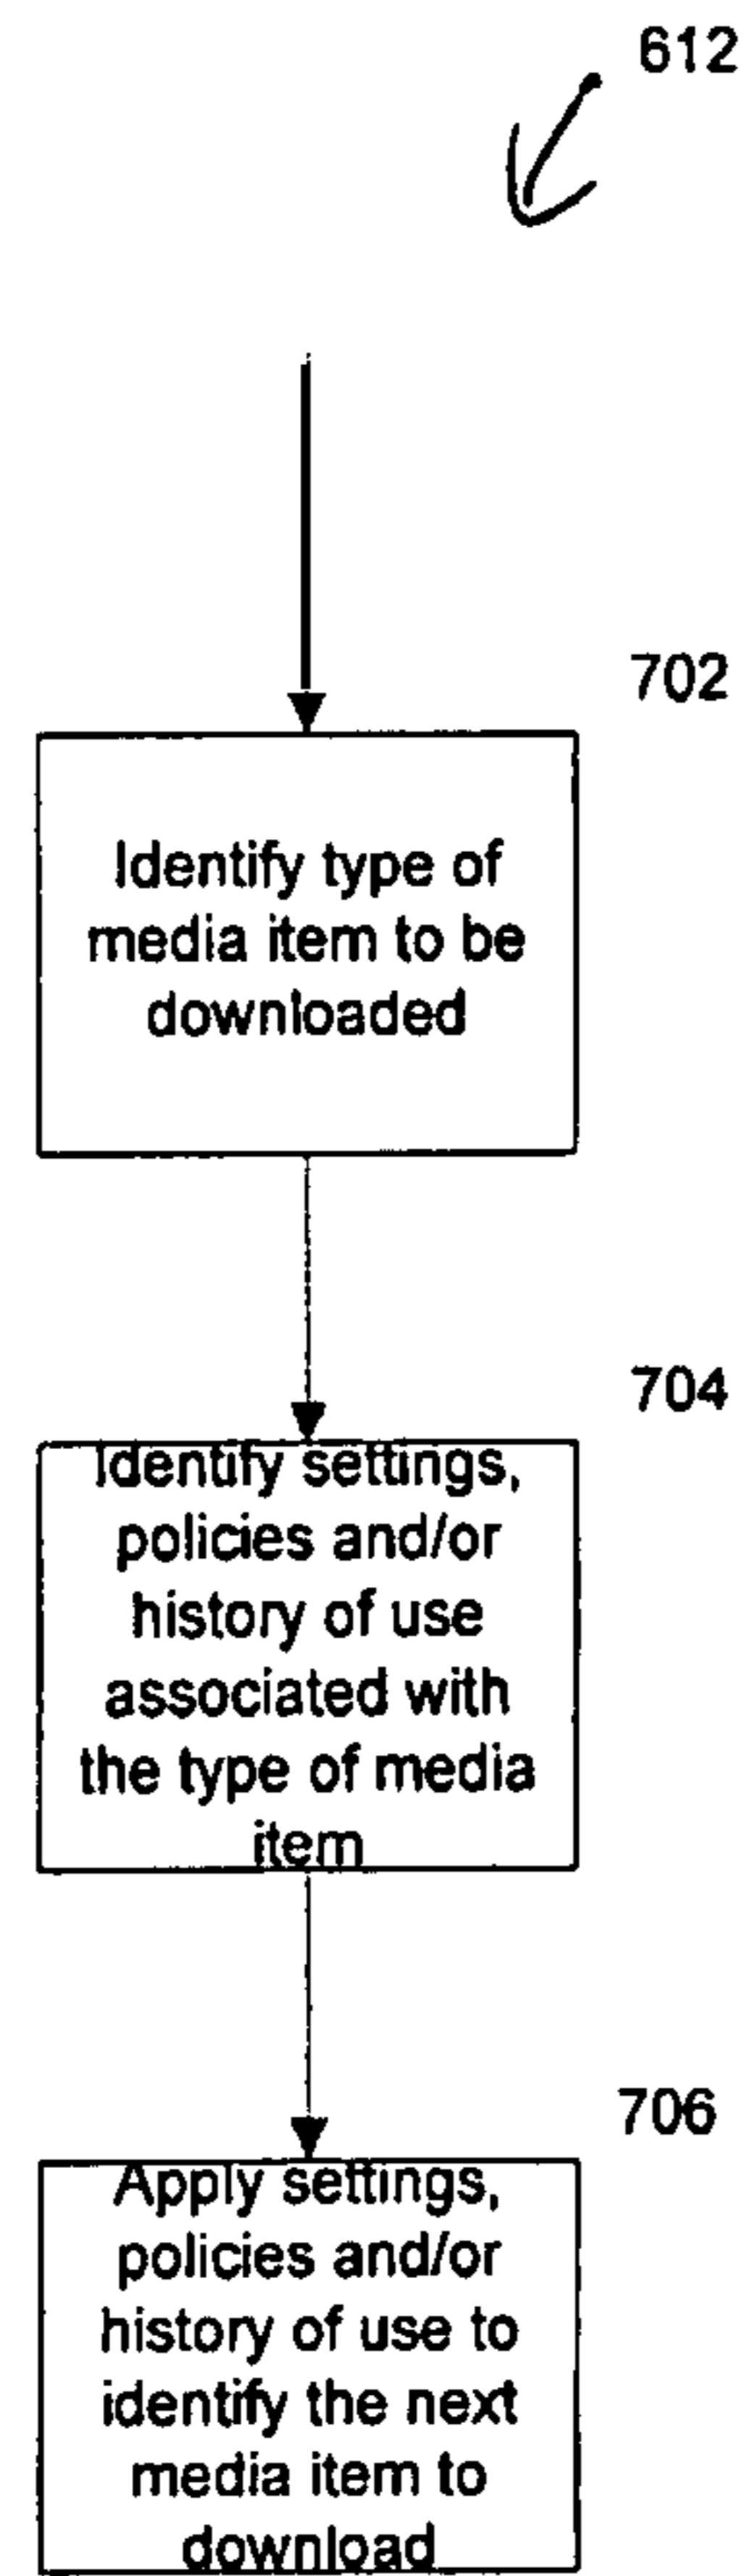 612
702
Identify type of
media item to be
downloaded
704
Identify settings,
policies and/or
history of use
associated with
the type of media
item
706
Apply settings,
policies and/or
history of use to
identify the next
media item to
download